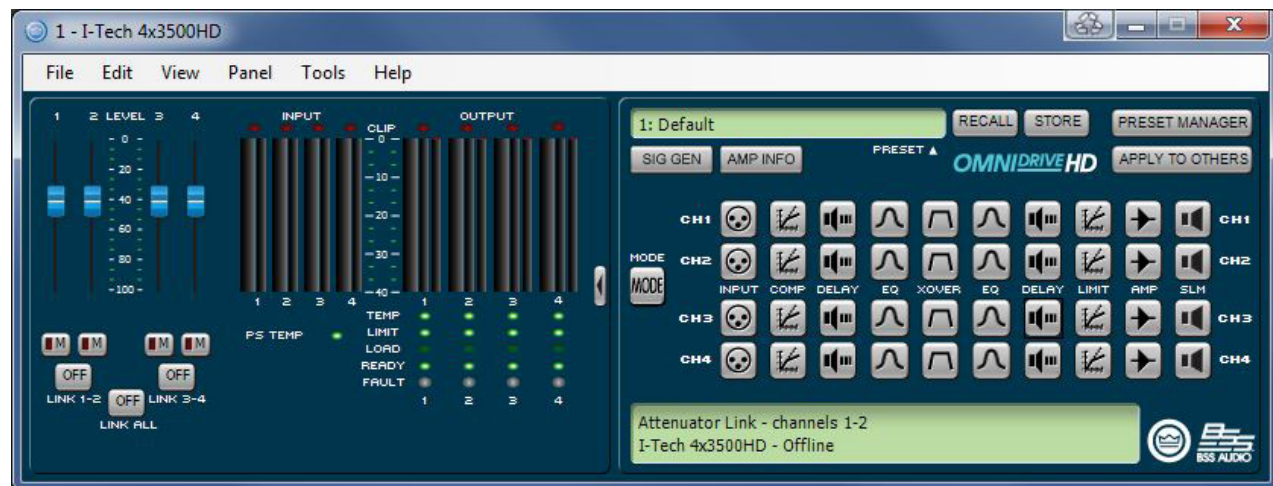 1 - I-Tech 4x3500HD
File Edit View Panel Tools Help
1 2 LEVEL 3 4
- 0 -
- 20 -
- 40 -
- 60 -
- 80 -
-100 -
M M M M
OFF OFF
LINK 1-2 OFF LINK 3-4
LINK ALL
INPUT CLIP OUTPUT
- 0 -
-10-
-20-
-30-
-40-
1 2 3 4 1 2 3 4
PS TEMP
TEMP
LIMIT
LOAD
READY
FAULT
1 2 3 4
1: Default RECALL STORE PRESET MANAGER
PRESET ▲
SIG GEN AMP INFO OMNIDRIVEHD APPLY TO OTHERS
CH1 CH1
MODE CH2 CH2
MODE INPUT COMP DELAY EQ XOVER EQ DELAY LIMIT AMP SLM
CH3 CH3
CH4 CH4
Attenuator Link - channels 1-2
I-Tech 4x3500HD - Offline
BSS
BSS AUDIO